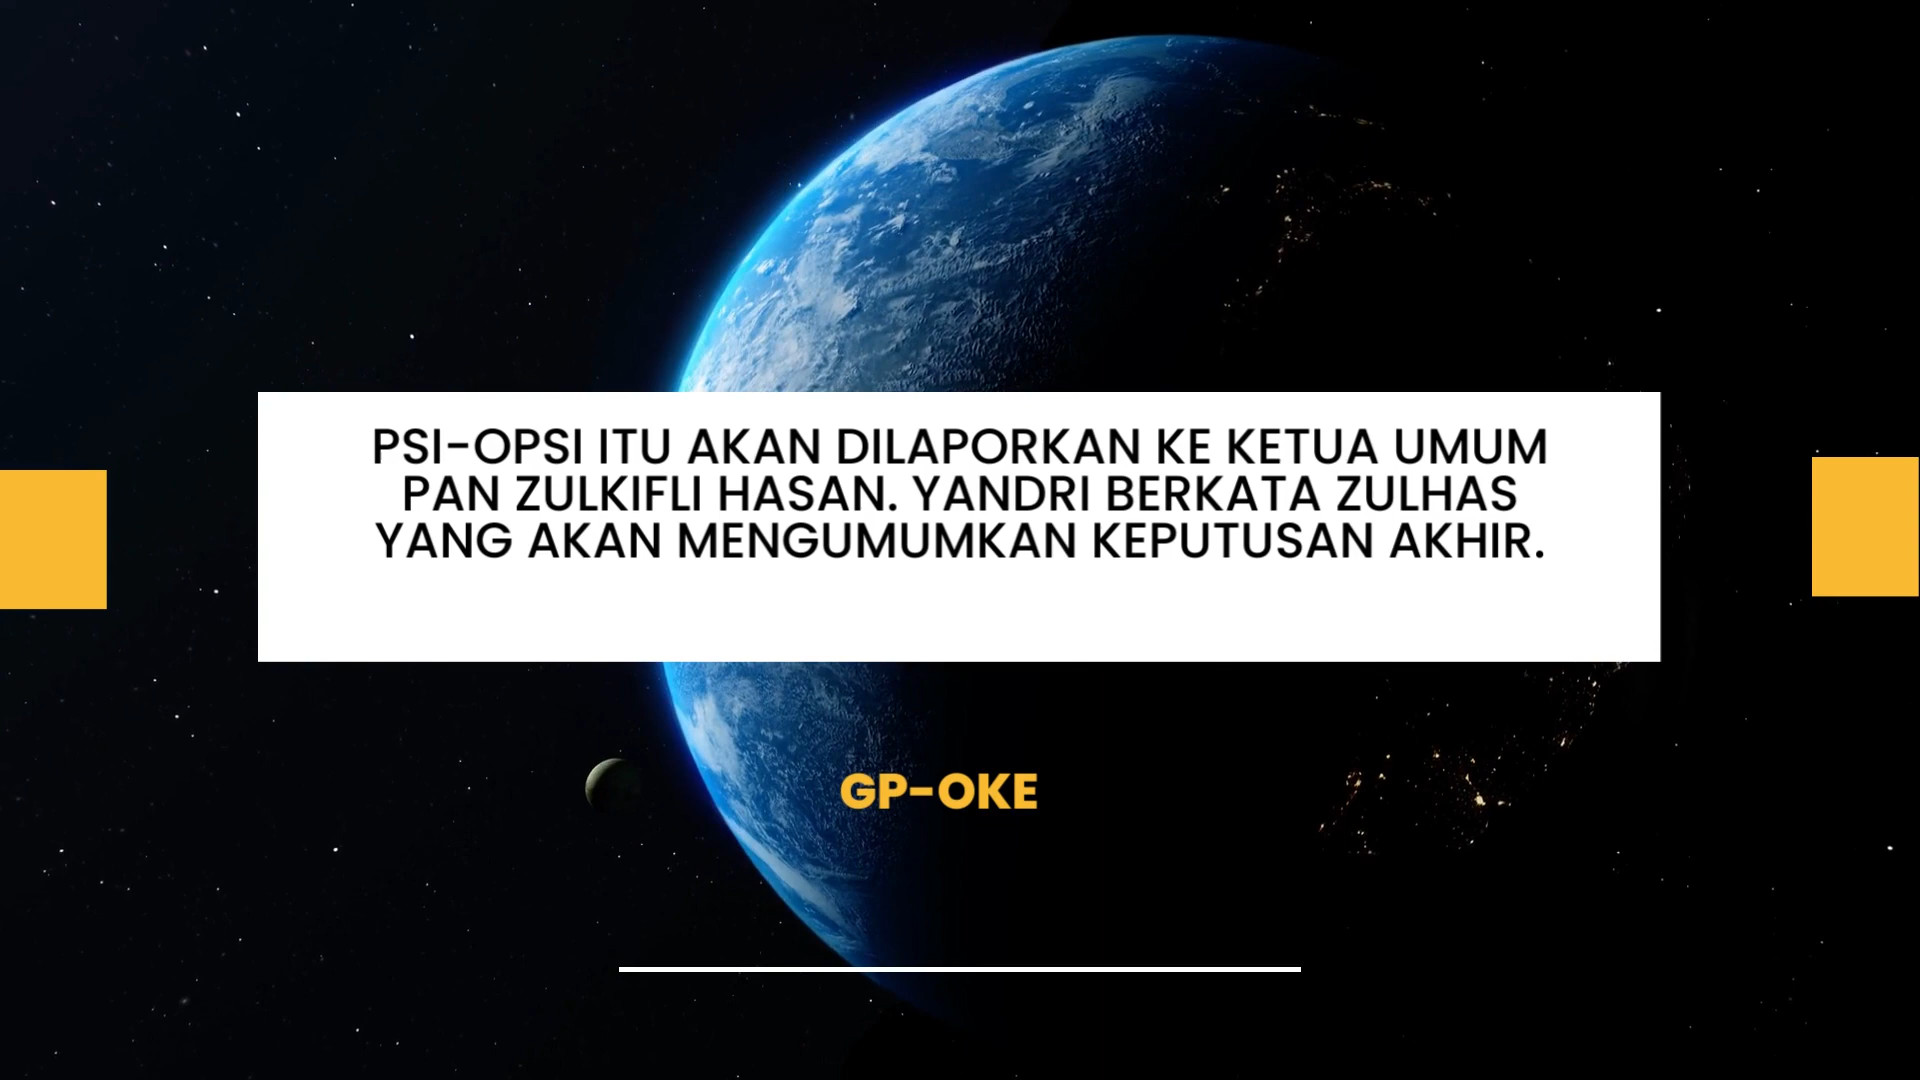 PSI-OPSI ITU AKAN DILAPORKAN KE KETUA UMUM
PAN ZULKIFLI HASAN. YANDRI BERKATA ZULHAS
YANG AKAN MENGUMUMKAN KEPUTUSAN AKHIR.
GP-OKE